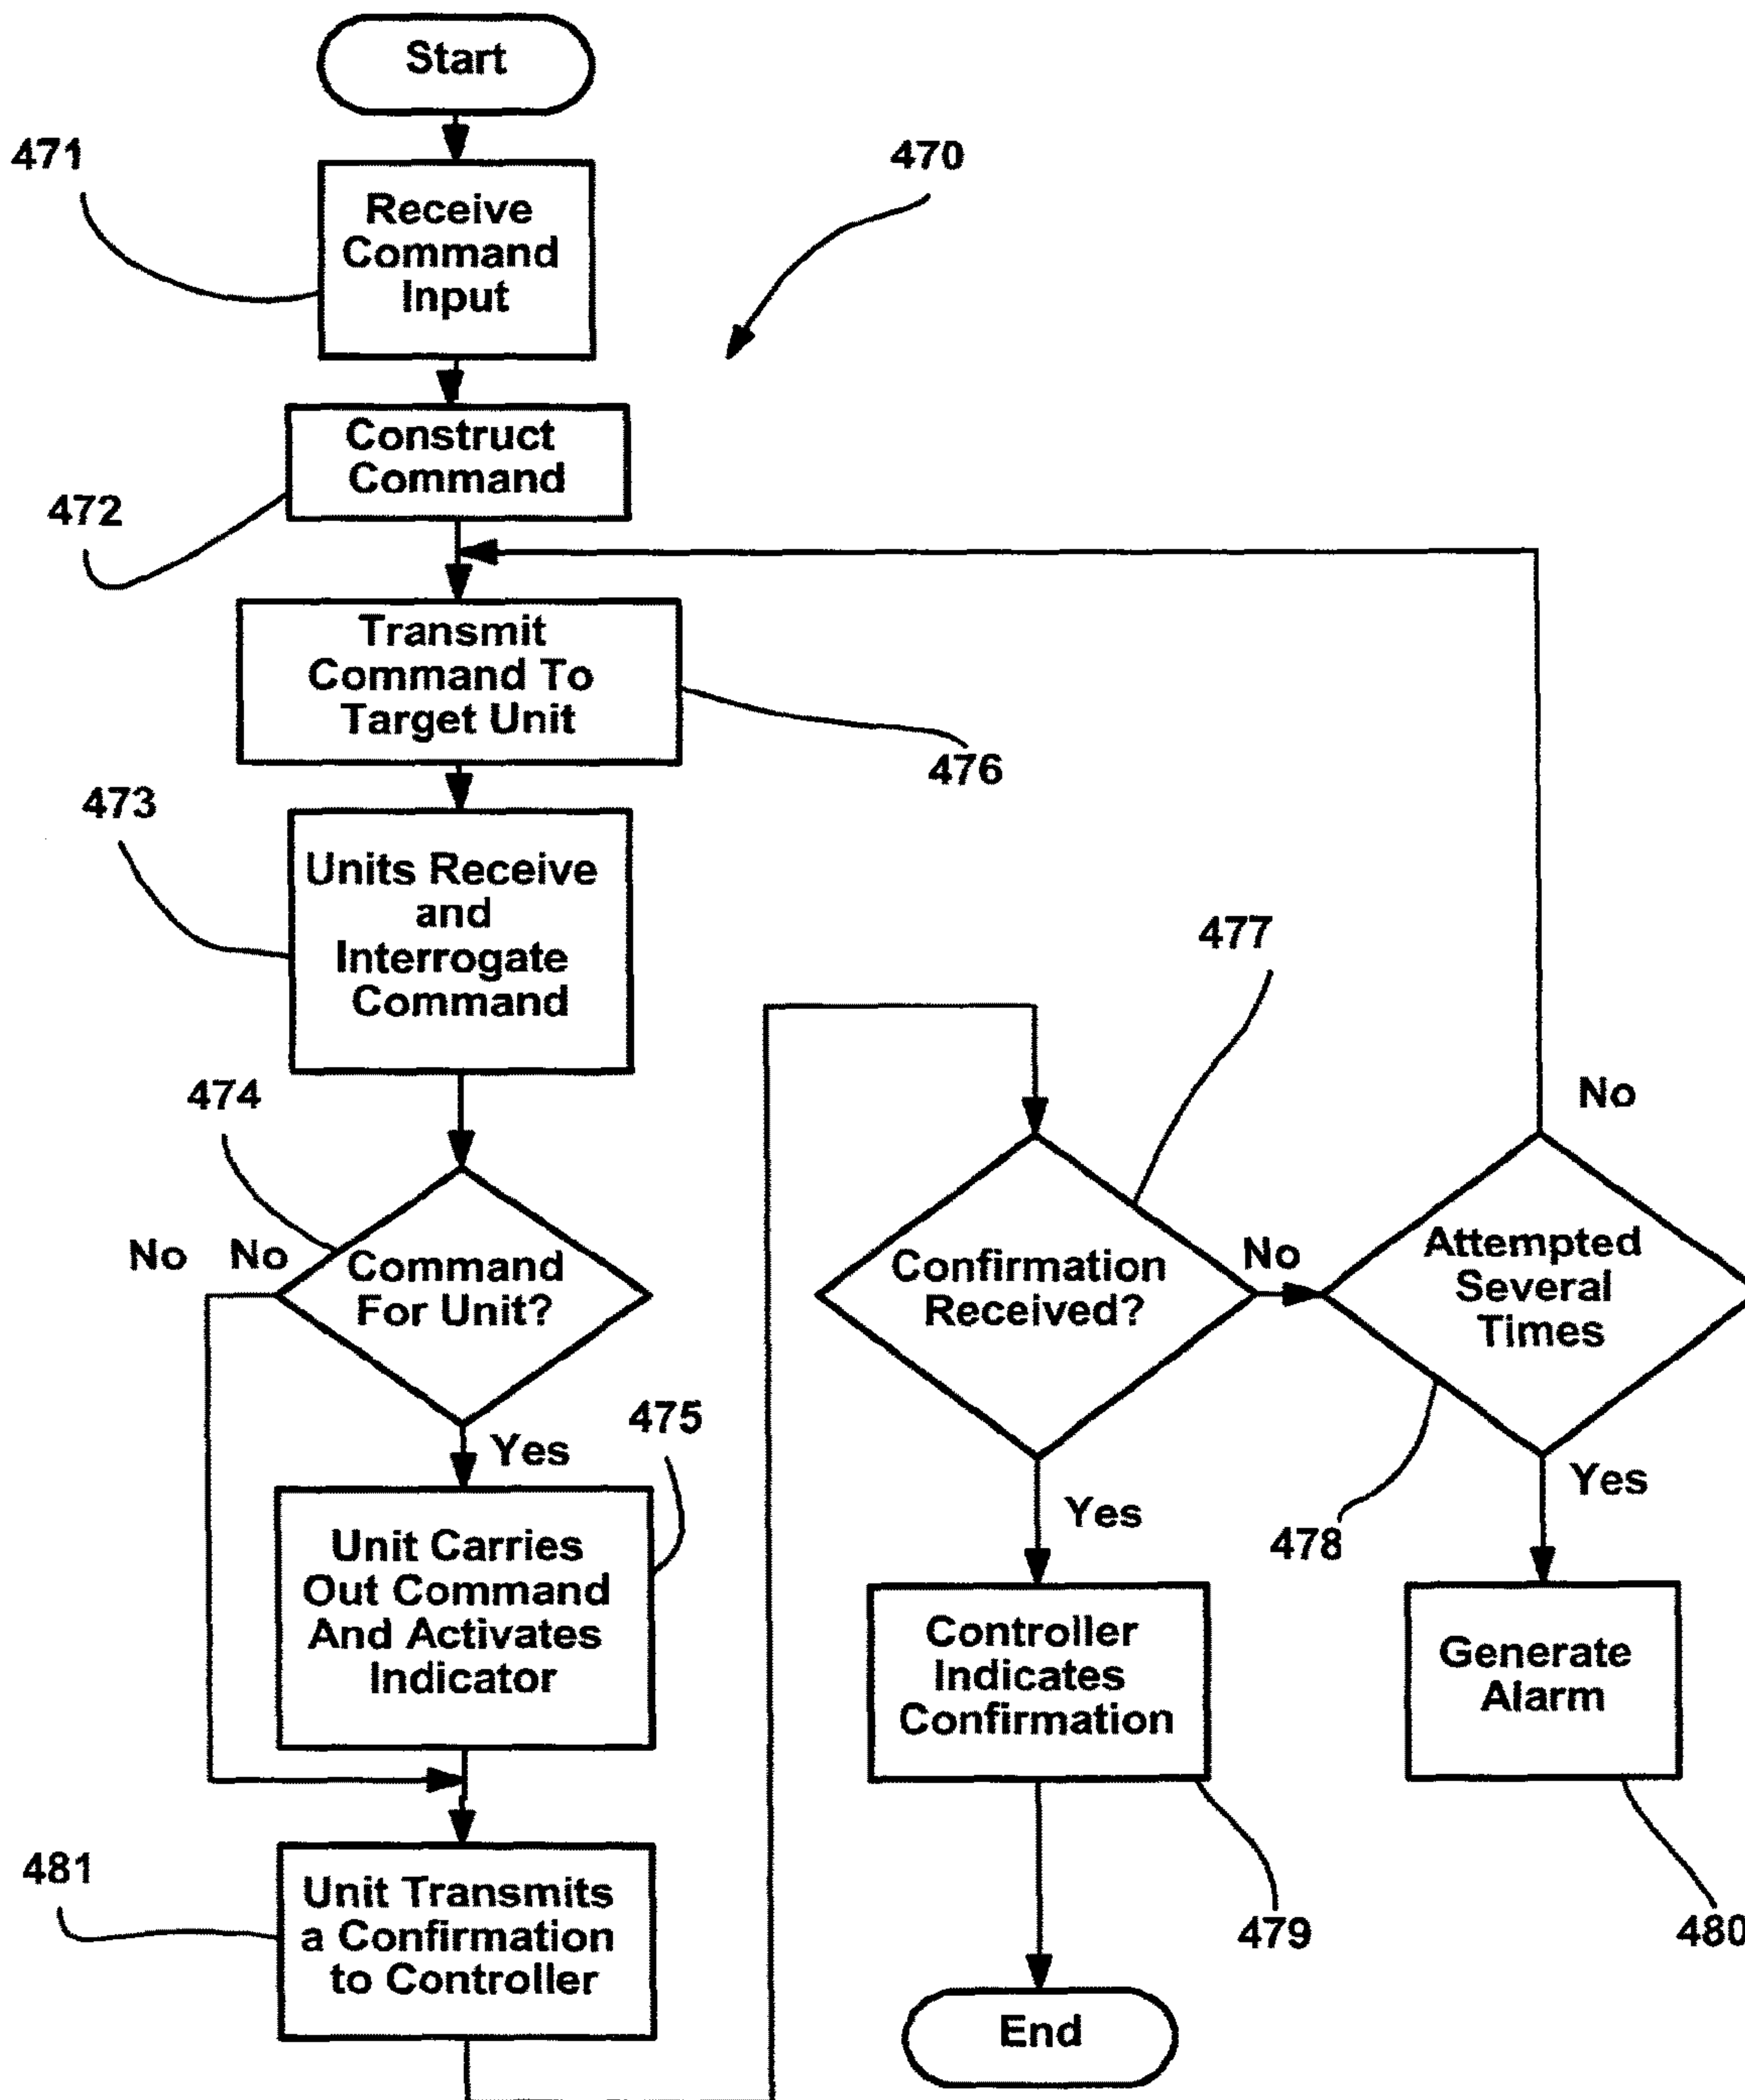 Start
471
470
Receive
Command
Input
Construct
Command
472
Transmit
Command To
Target Unit
476
473
Units Receive
and
Interrogate
Command
477
474
No
No No
Command
For Unit?
Confirmation
Received?
No
Attempted
Several
Times
475
Yes
Yes
Yes
478
Unit Carries
Out Command
And Activates
Indicator
Controller
Indicates
Confirmation
Generate
Alarm
481
Unit Transmits
a Confirmation
to Controller
479
480
End